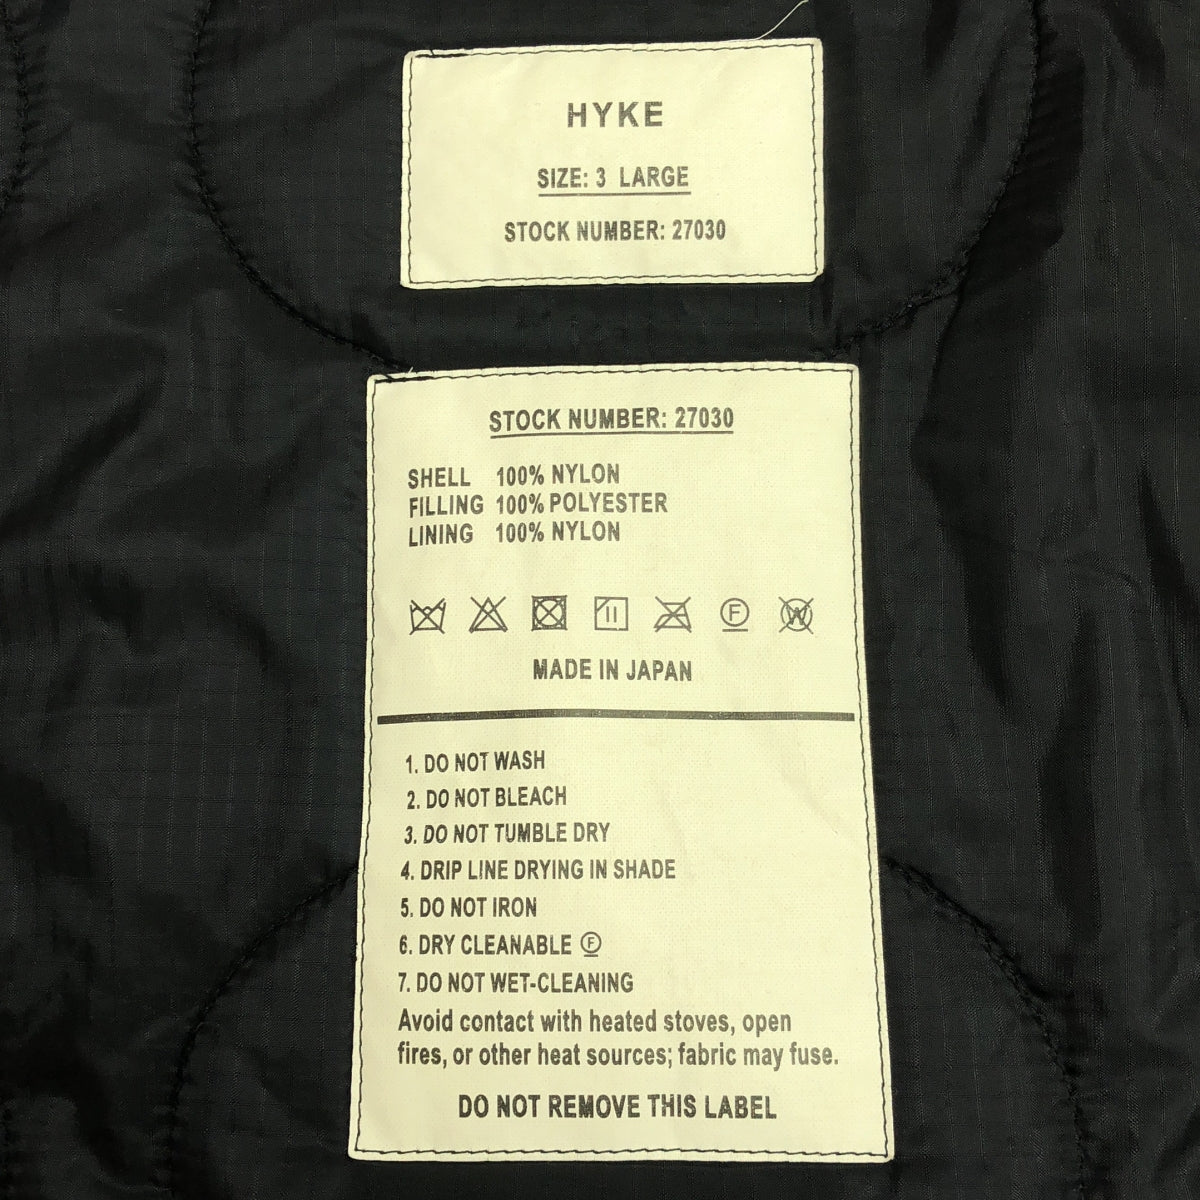 HYKE
SIZE: 3 LARGE
STOCK NUMBER: 27030
STOCK NUMBER: 27030
SHELL 100% NYLON
FILLING 100% POLYESTER
LINING 100% NYLON
F W
MADE IN JAPAN
1. DO NOT WASH
2. DO NOT BLEACH
3. DO NOT TUMBLE DRY
4. DRIP LINE DRYING IN SHADE
5. DO NOT IRON
6. DRY CLEANABLE Ⓕ
7. DO NOT WET-CLEANING
Avoid contact with heated stoves, open
fires, or other heat sources; fabric may fuse.
DO NOT REMOVE THIS LABEL